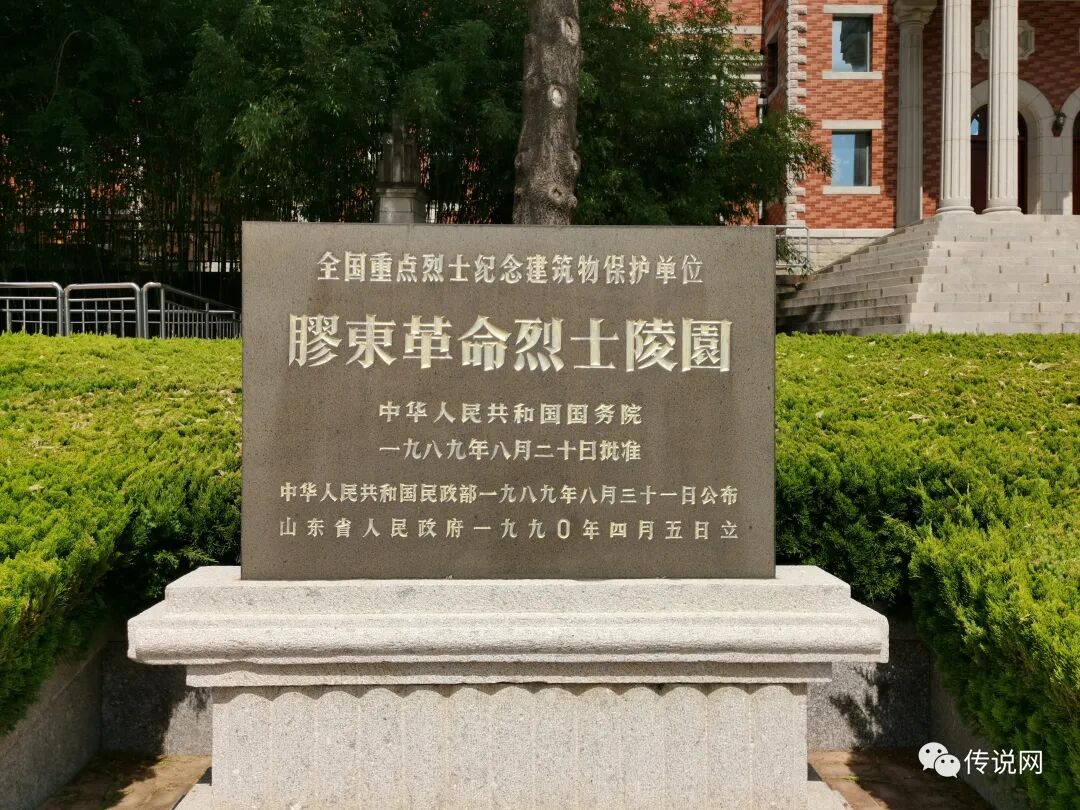 全国重点烈士纪念建筑物保护单位
膠東革命烈士陵園
中华人民共和国国务院
一九八九年八月二十日批准
中华人民共和国民政部一九八九年八月三十一日公布
山东省人民政府一九九〇年四月五日立
传说网